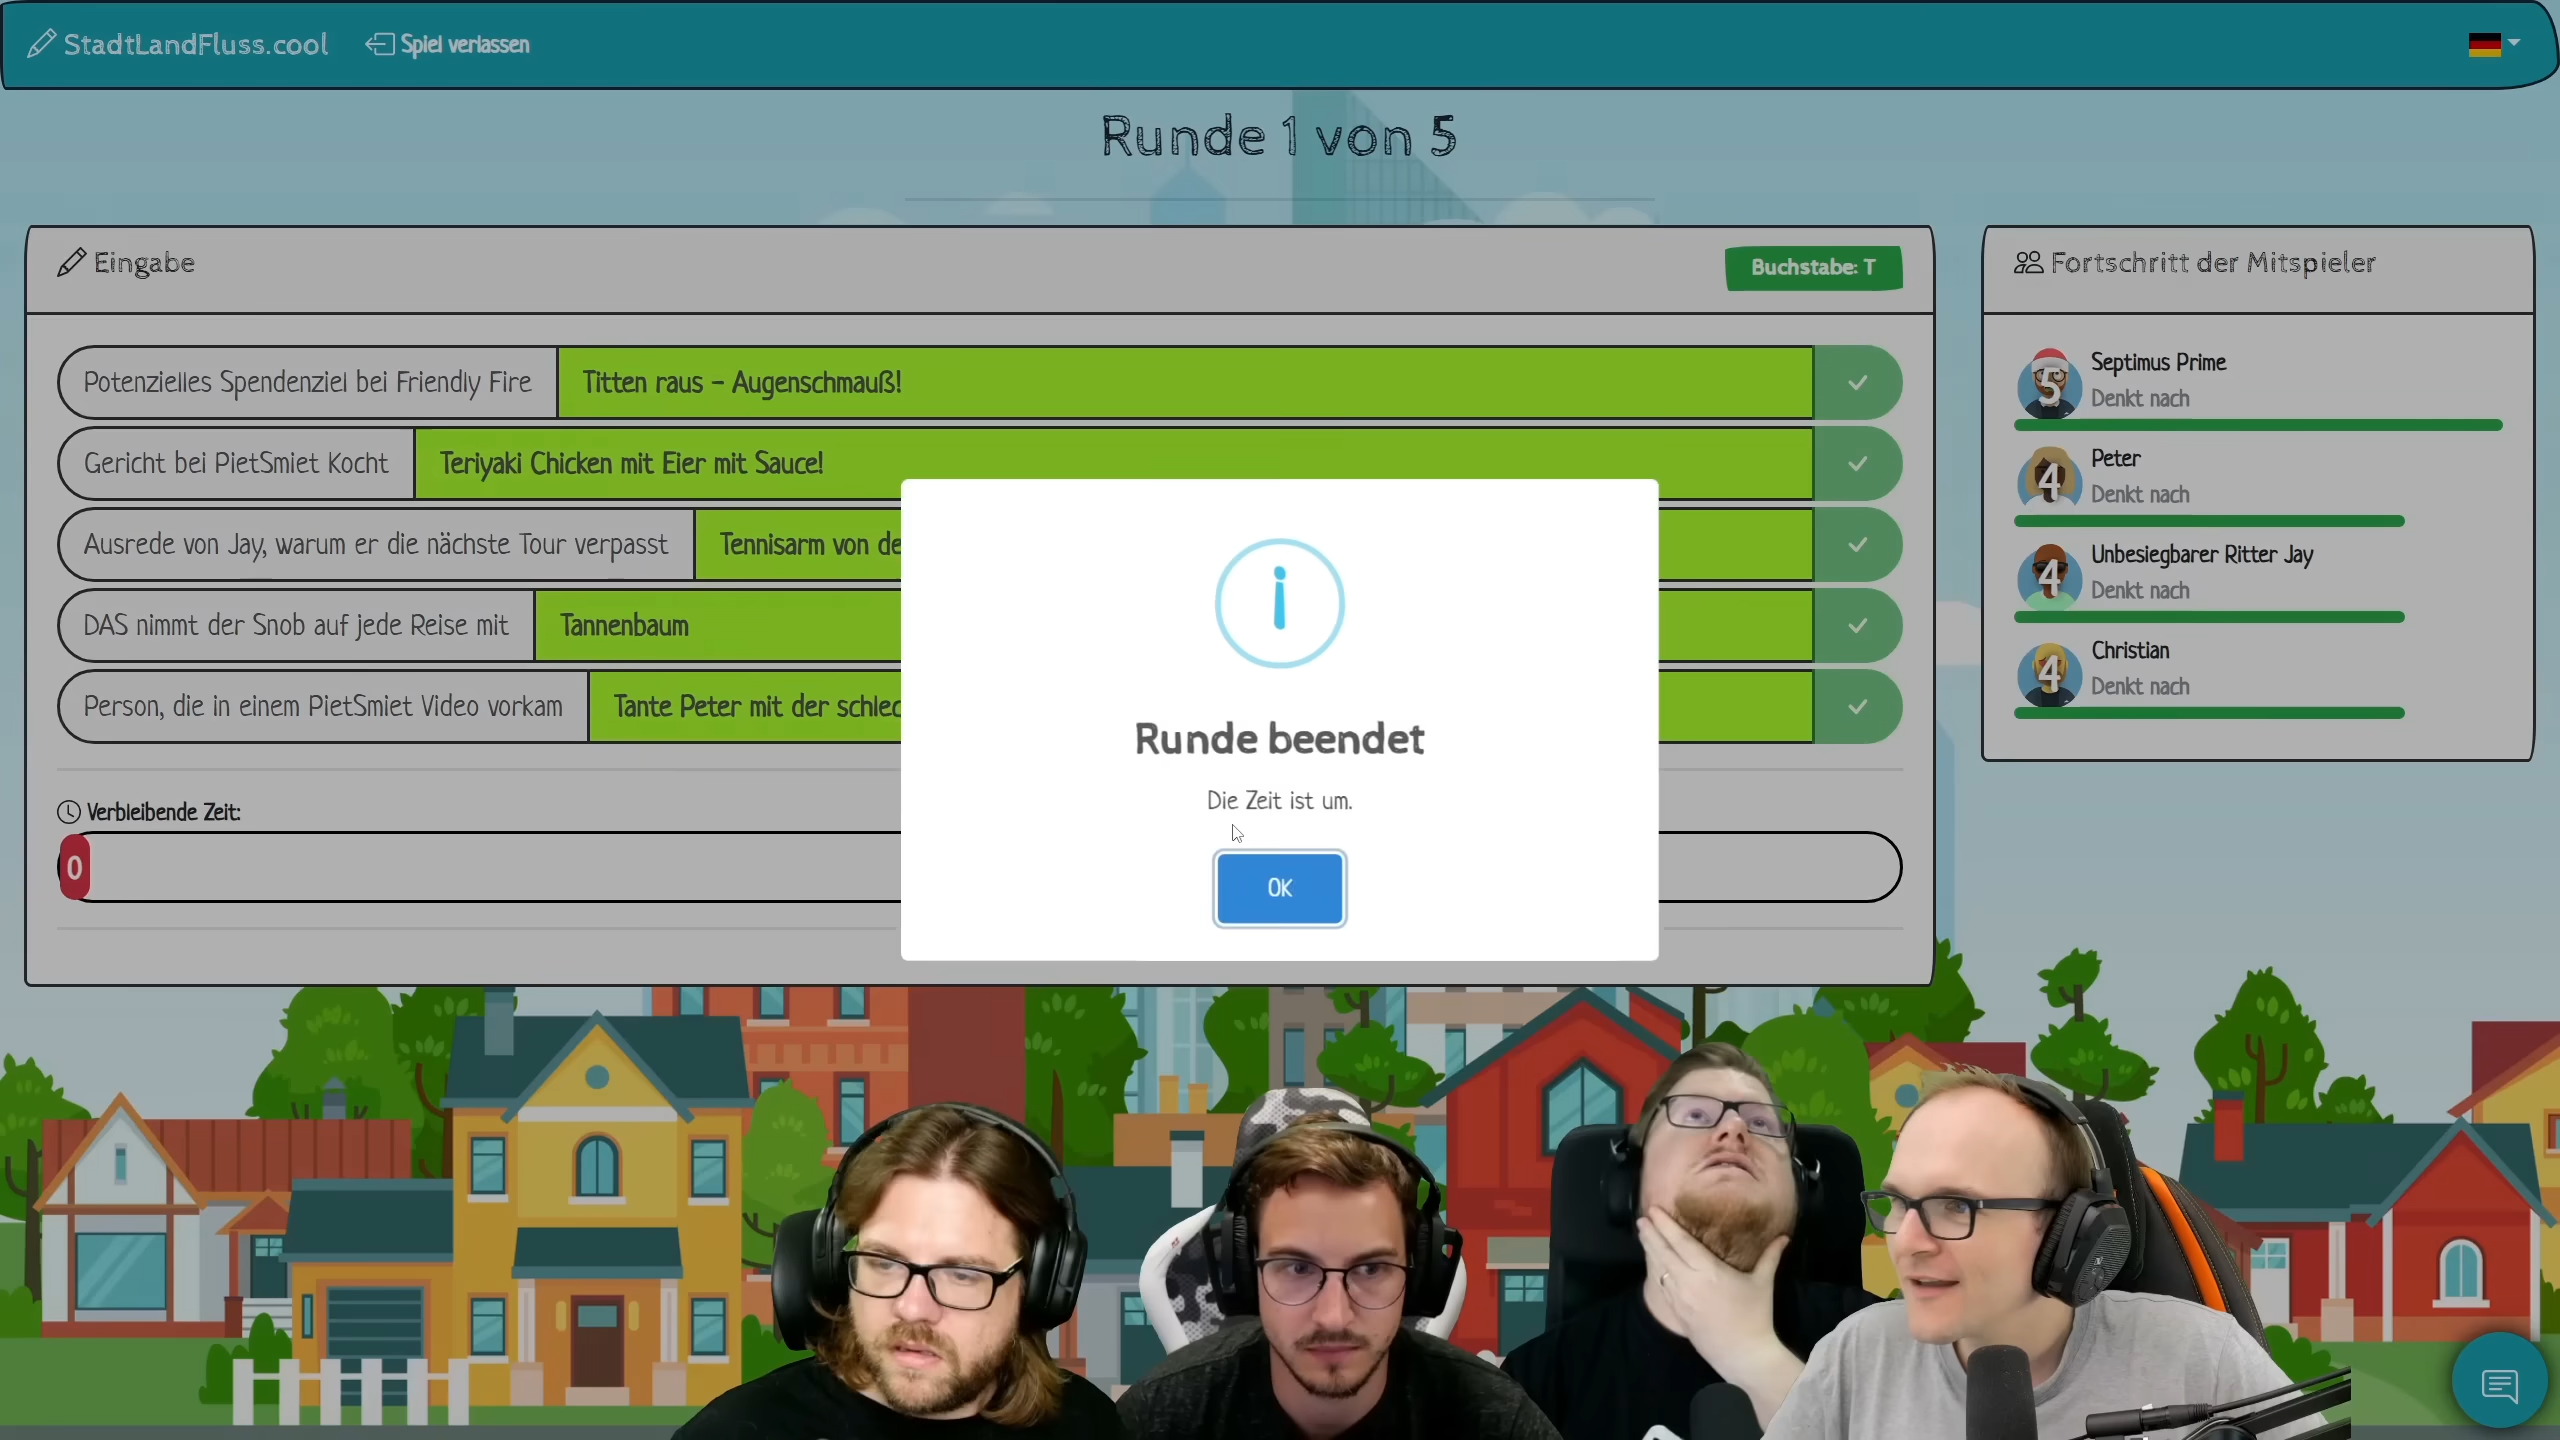 StadtLandFluss.cool
Spiel verlassen
Runde 1 von 5
Eingabe
Buchstabe: T
Potenzielles Spendenziel bei Friendly Fire
Titten raus - Augenschmauß!
Gericht bei PietSmiet Kocht
Teriyaki Chicken mit Eier mit Sauce!
Ausrede von Jay, warum er die nächste Tour verpasst
Tennisarm von
DAS nimmt der Snob auf jede Reise mit
Tannenbaum
Person, die in einem PietSmiet Video vorkam
Tante Peter mit der
Verbleibende Zeit:
0
Fortschritt der Mitspieler
5
Septimus Prime
Denkt nach
4
Peter
Denkt nach
4
Unbesiegbarer Ritter Jay
Denkt nach
4
Christian
Denkt nach
i
Runde beendet
Die Zeit ist um.
OK